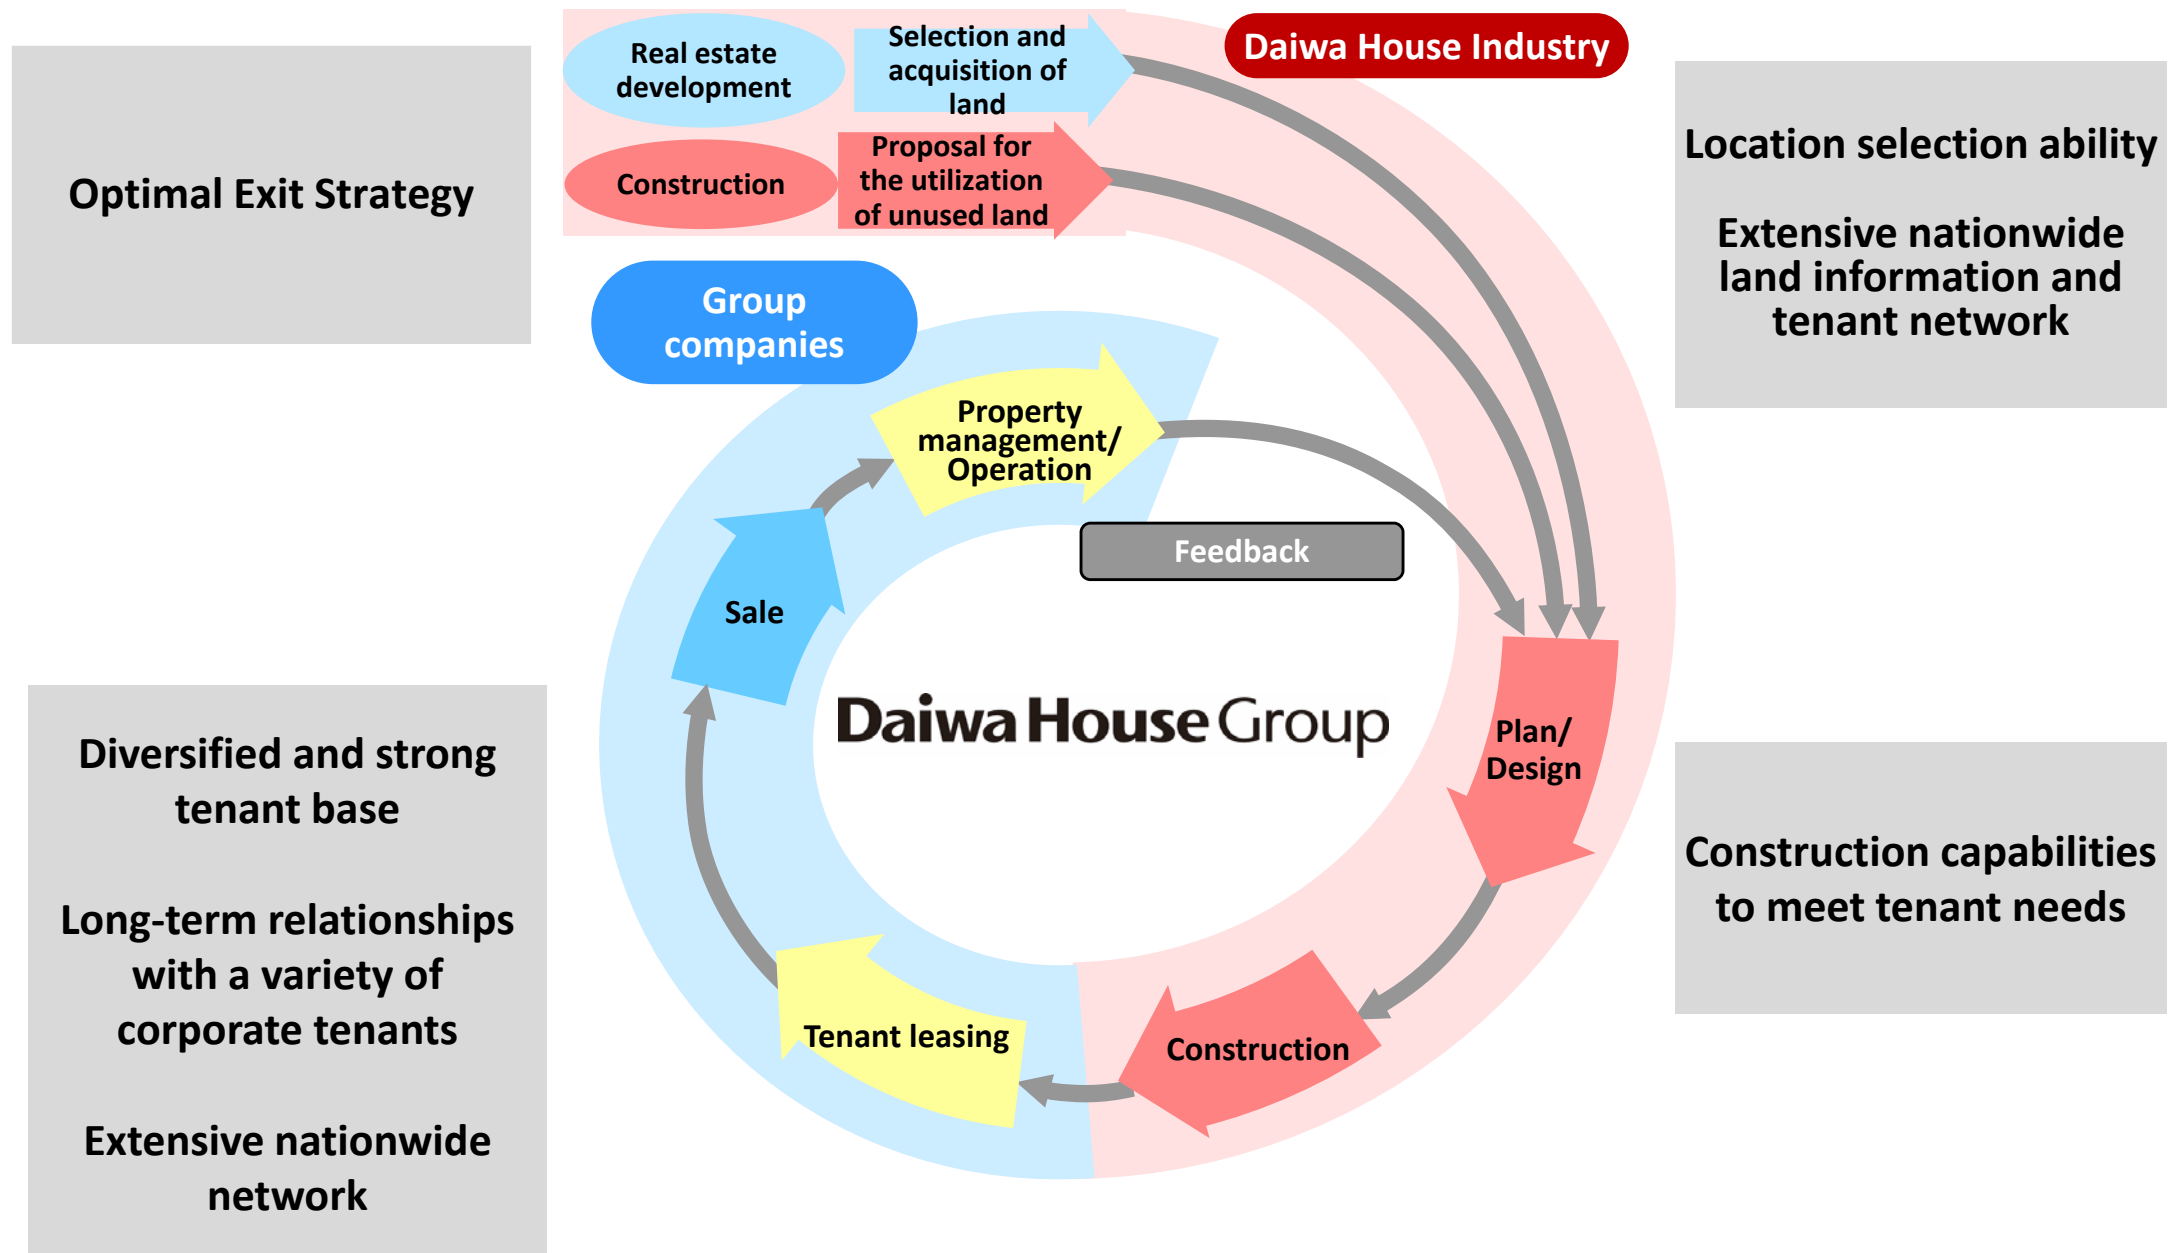 Optimal Exit Strategy
Real estate
development
Selection and
acquisition of
land
Construction
Proposal for
the utilization
of unused land
Daiwa House Industry
Location selection ability
Extensive nationwide
land information and
tenant network
Group
companies
Property
management/
Operation
Feedback
Sale
Daiwa House Group
Plan/
Design
Construction
Tenant leasing
Diversified and strong
tenant base
Long-term relationships
with a variety of
corporate tenants
Extensive nationwide
network
Construction capabilities
to meet tenant needs